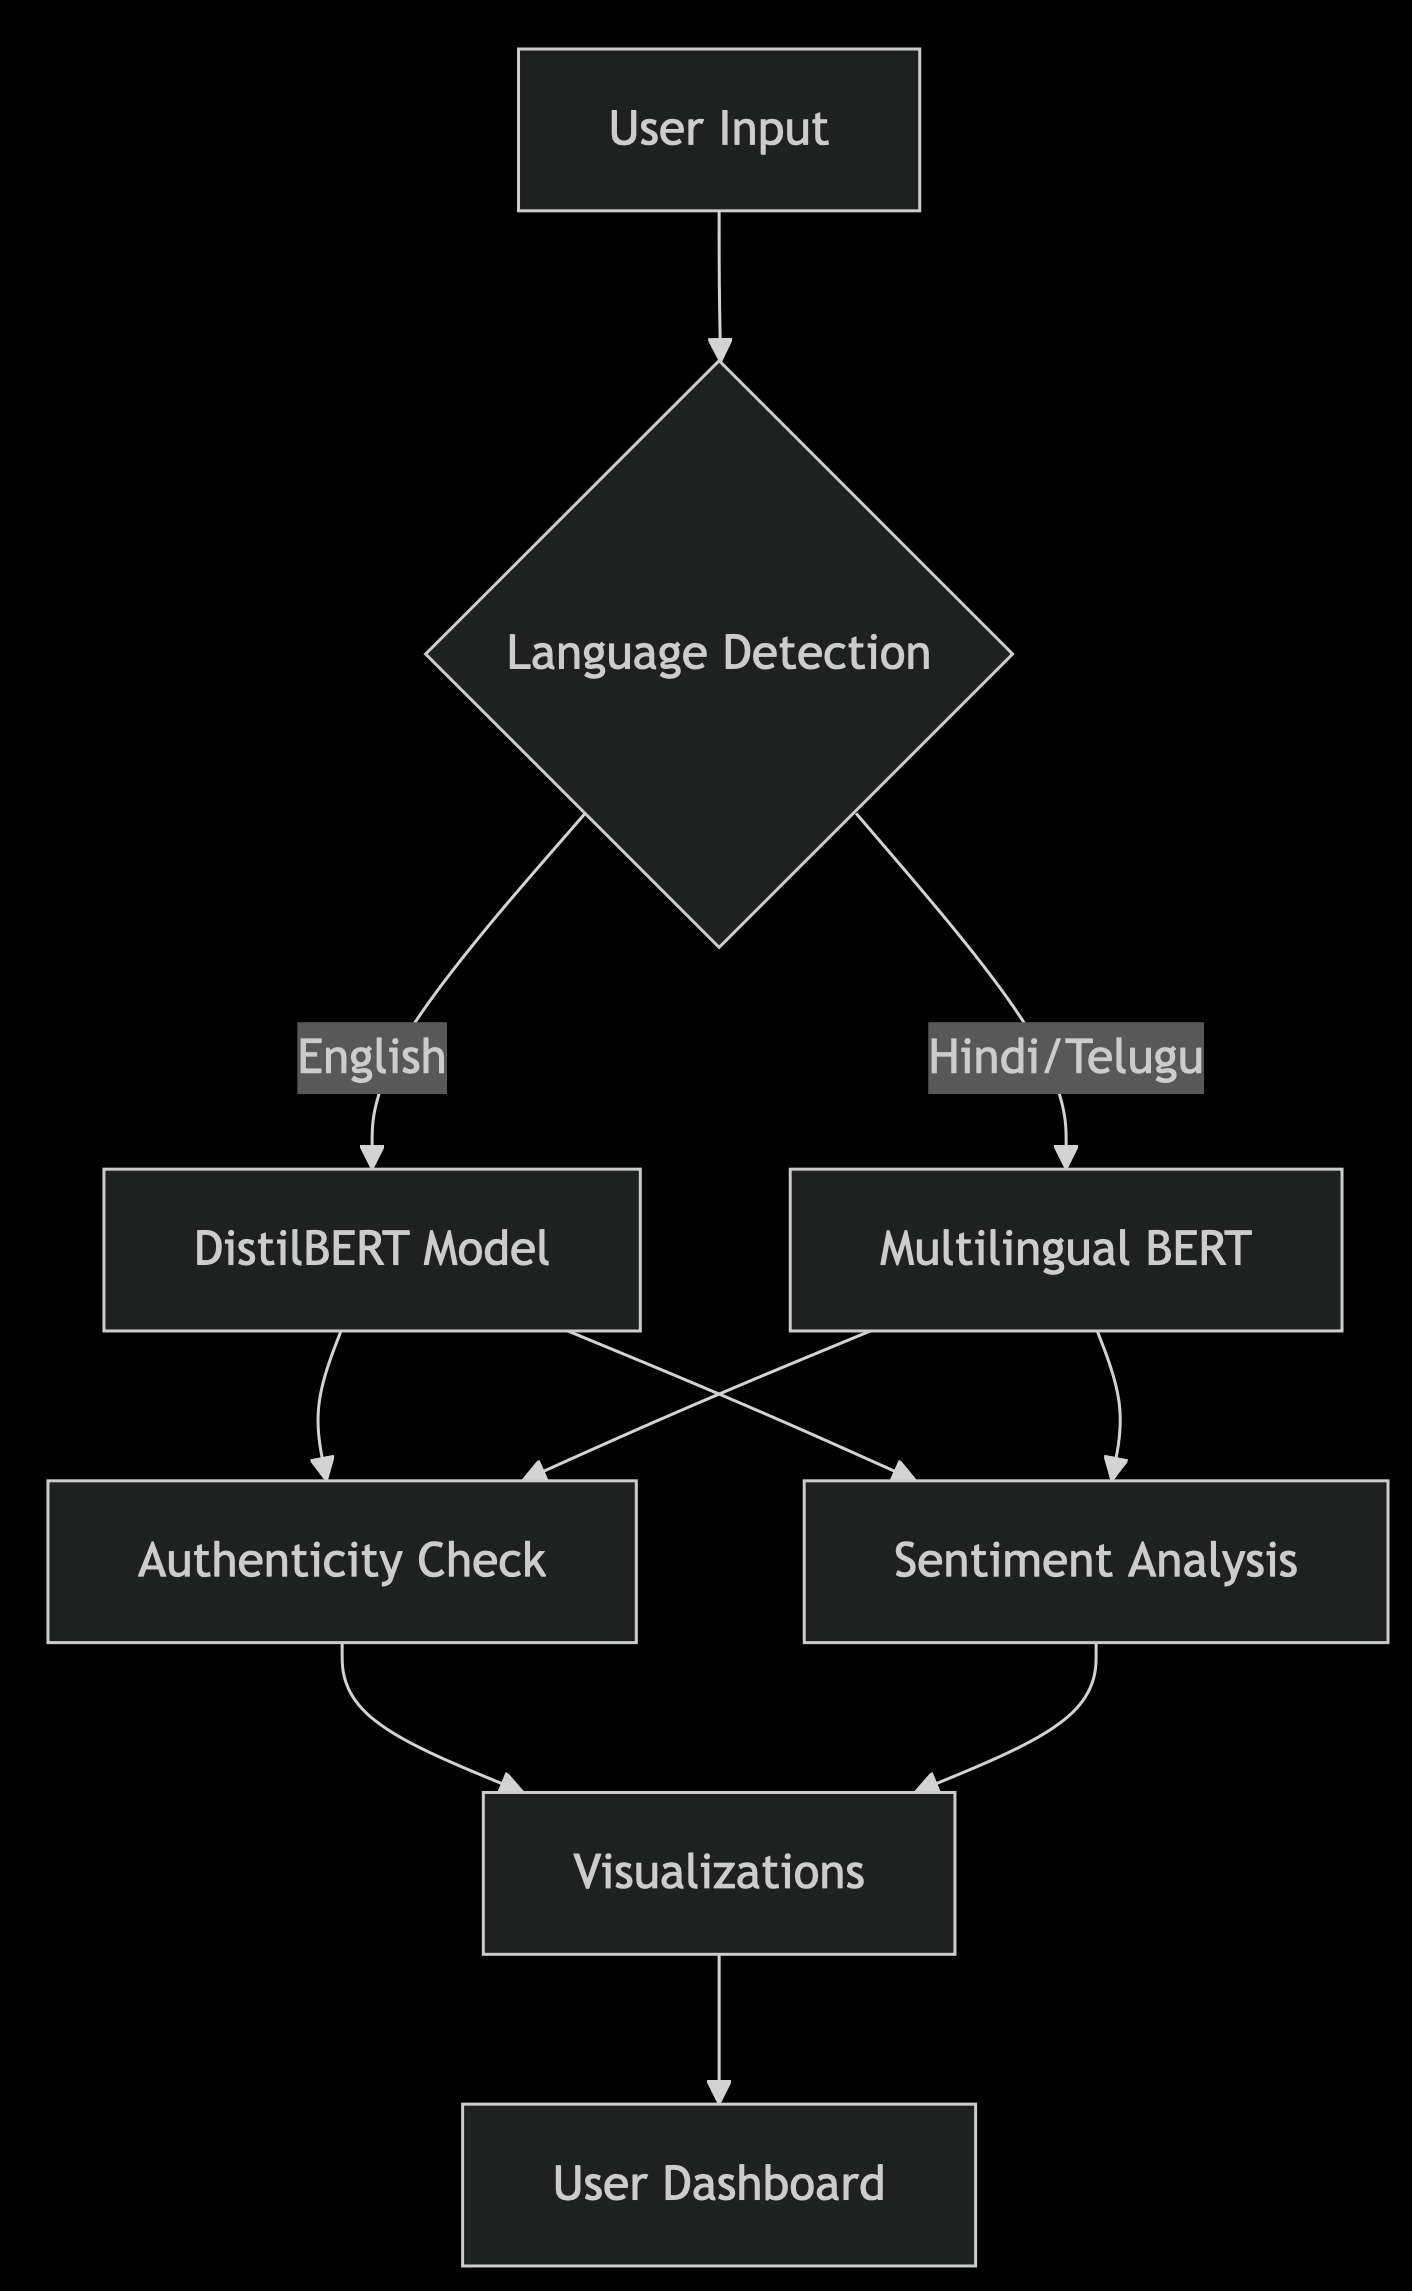 User Input
Language Detection
English
Hindi/Telugu
DistilBERT Model
Multilingual BERT
Authenticity Check
Sentiment Analysis
Visualizations
User Dashboard